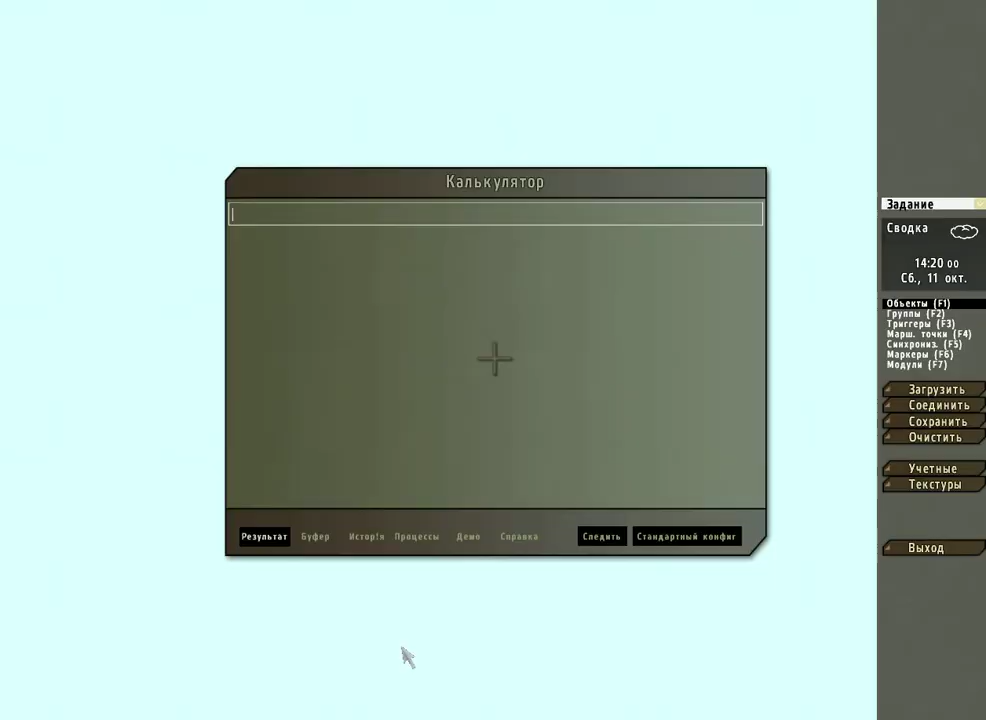 Калькулятор
Результат Буфер Истор!я Процессы Демо Справка Следить Стандартный конфиг
Задание
Сводка
14:20 00
Сб., 11 окт.
Объекты (F1)
Группы (F2)
Триггеры (F3)
Марш. точки (F4)
Синхрониз. (F5)
Маркеры (F6)
Модули (F7)
Загрузить
Соединить
Сохранить
Очистить
Учетные
Текстуры
Выход